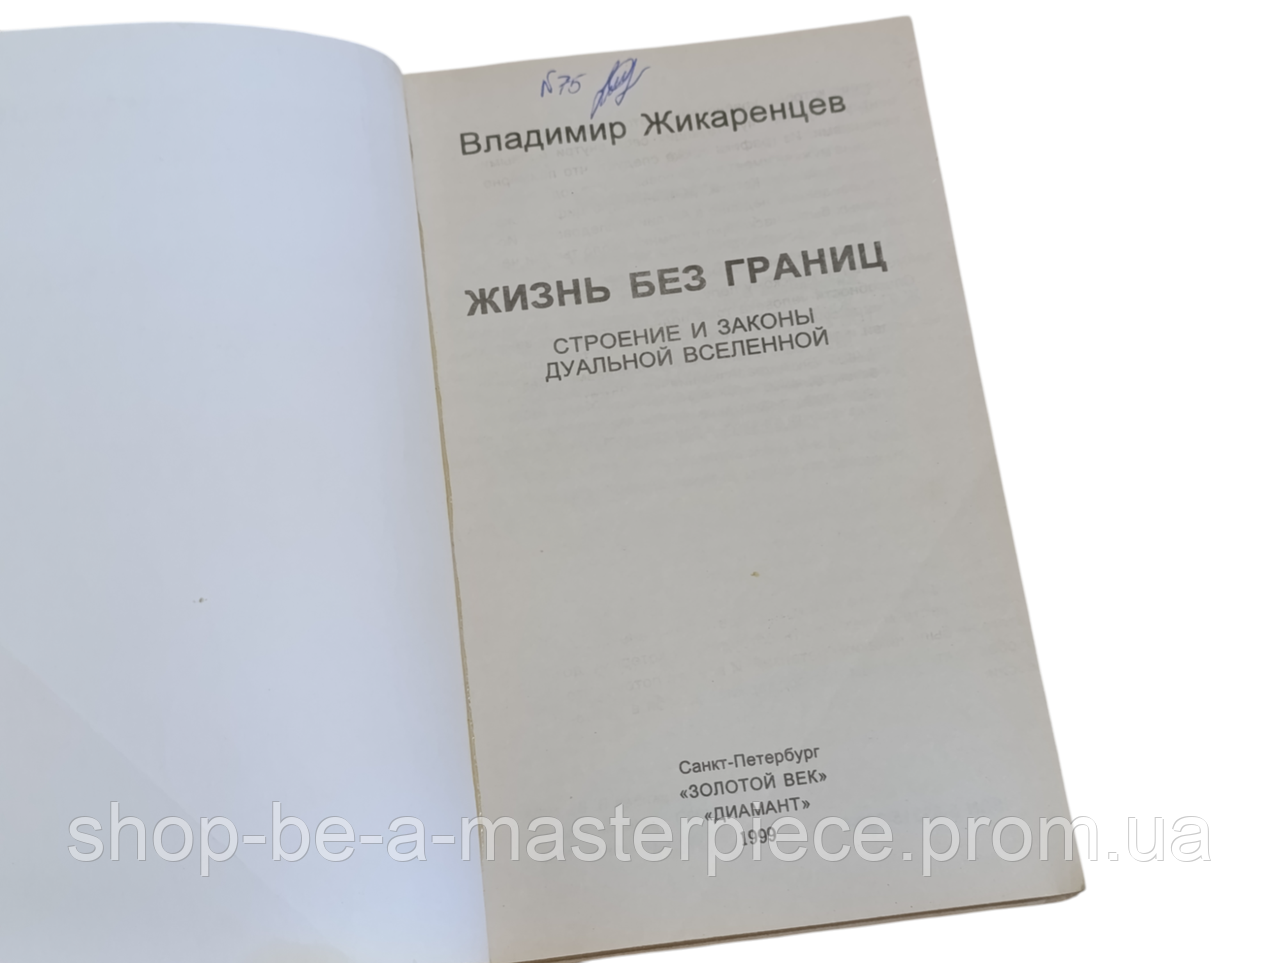 №75
Владимир Жикаренцев
ЖИЗНЬ БЕЗ ГРАНИЦ
СТРОЕНИЕ И ЗАКОНЫ
ДУАЛЬНОЙ ВСЕЛЕННОЙ
Санкт-Петербург
«ЗОЛОТОЙ ВЕК»
«ДИАМАНТ»
1999
shop-be-a-masterpiece.prom.ua